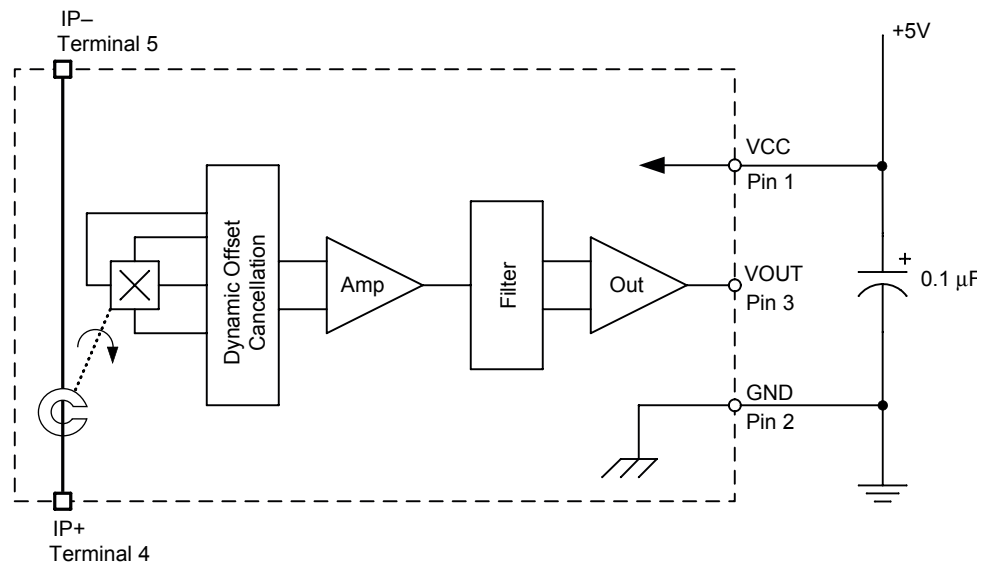 IP–
Terminal 5
+5V
VCC
Pin 1
Dynamic Offset
Cancellation
Amp
Filter
Out
VOUT
Pin 3
+
0.1 μF
GND
Pin 2
IP+
Terminal 4